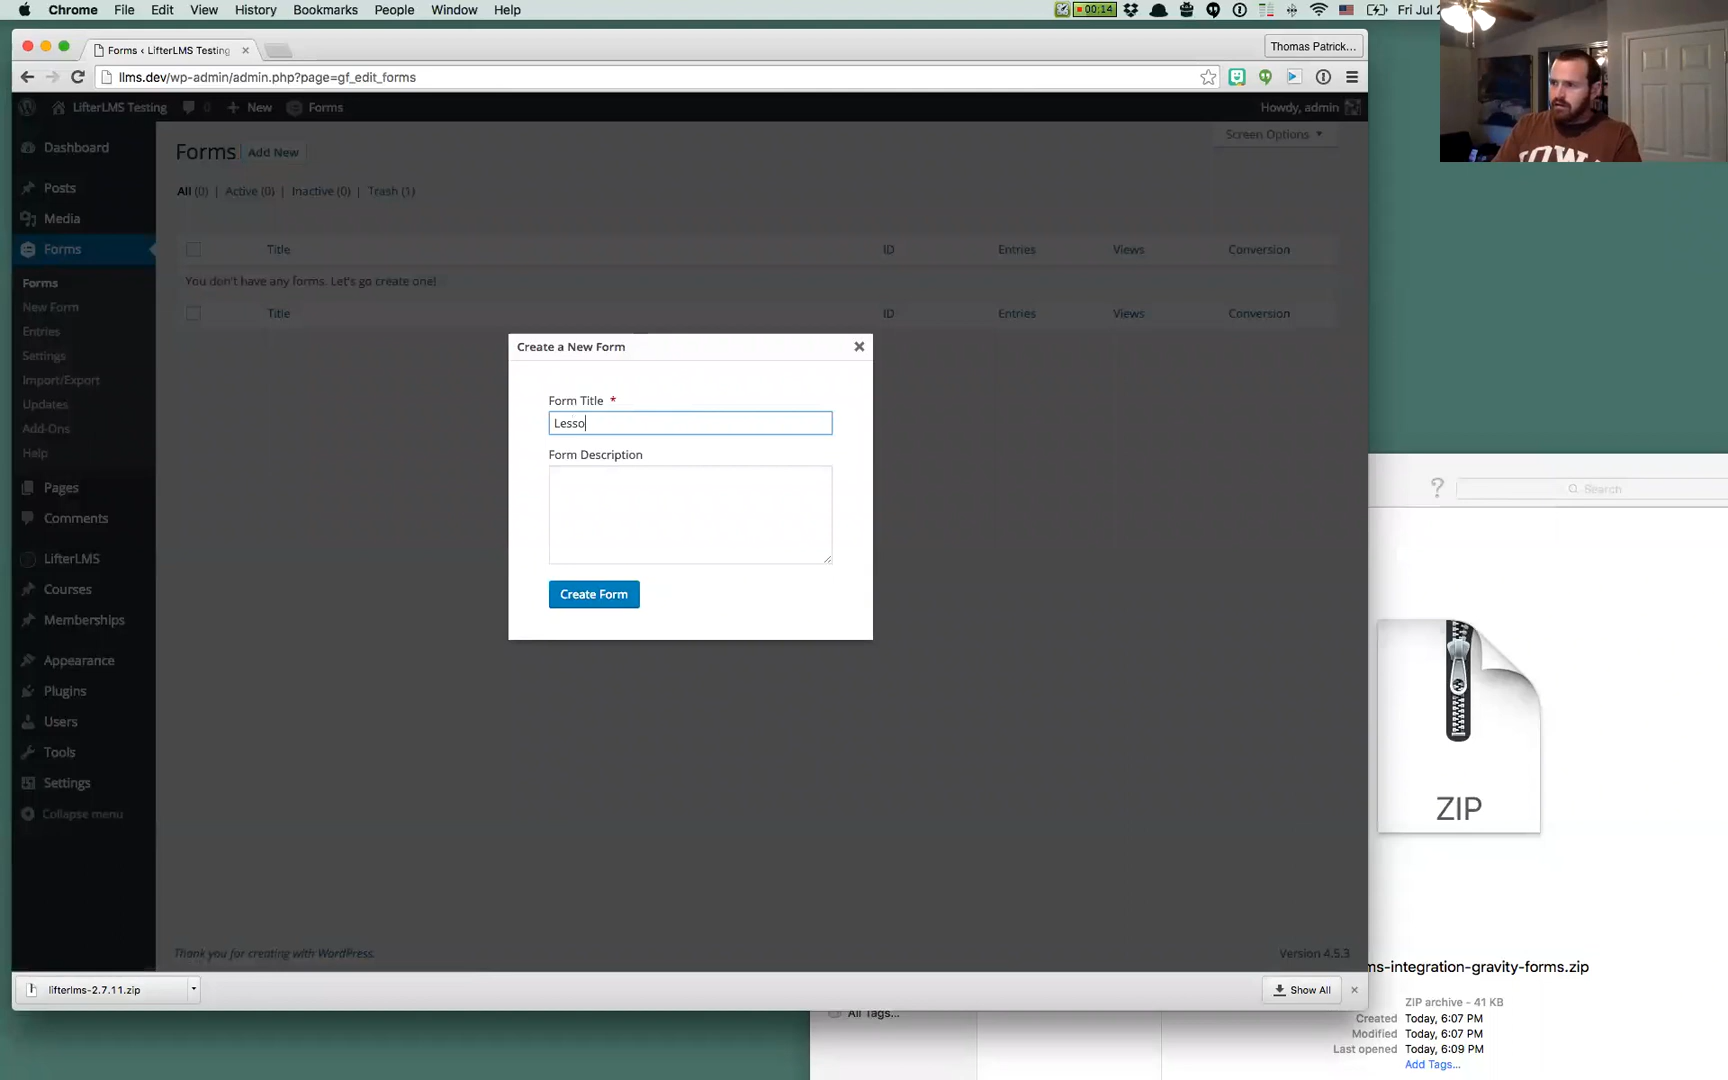 Chrome File Edit View History Bookmarks People Window Help
00:14
Fri Jul 2
Forms ‹ LifterLMS Testing
Thomas Patrick...
llms.dev/wp-admin/admin.php?page=gf_edit_forms
LifterLMS Testing 0 New Forms
Howdy, admin
Screen Options
Dashboard
Posts
Media
Forms
Forms
New Form
Entries
Settings
Import/Export
Updates
Add-Ons
Help
Pages
Comments
LifterLMS
Courses
Memberships
Appearance
Plugins
Users
Tools
Settings
Collapse menu
Forms Add New
All (0) | Active (0) | Inactive (0) | Trash (1)
Title ID Entries Views Conversion
You don't have any forms. Let's go create one!
Title ID Entries Views Conversion
Create a New Form
Form Title *
Lesso
Form Description
Create Form
Thank you for creating with WordPress.
Version 4.5.3
lifterlms-2.7.11.zip
Show All
Search
ZIP
ms-integration-gravity-forms.zip
ZIP archive - 41 KB
Created Today, 6:07 PM
Modified Today, 6:07 PM
Last opened Today, 6:09 PM
Add Tags...
All Tags...